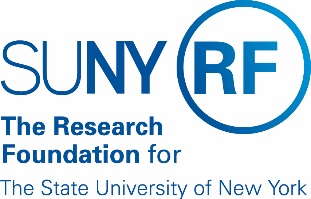 SUNY RF
The Research
Foundation for
The State University of New York